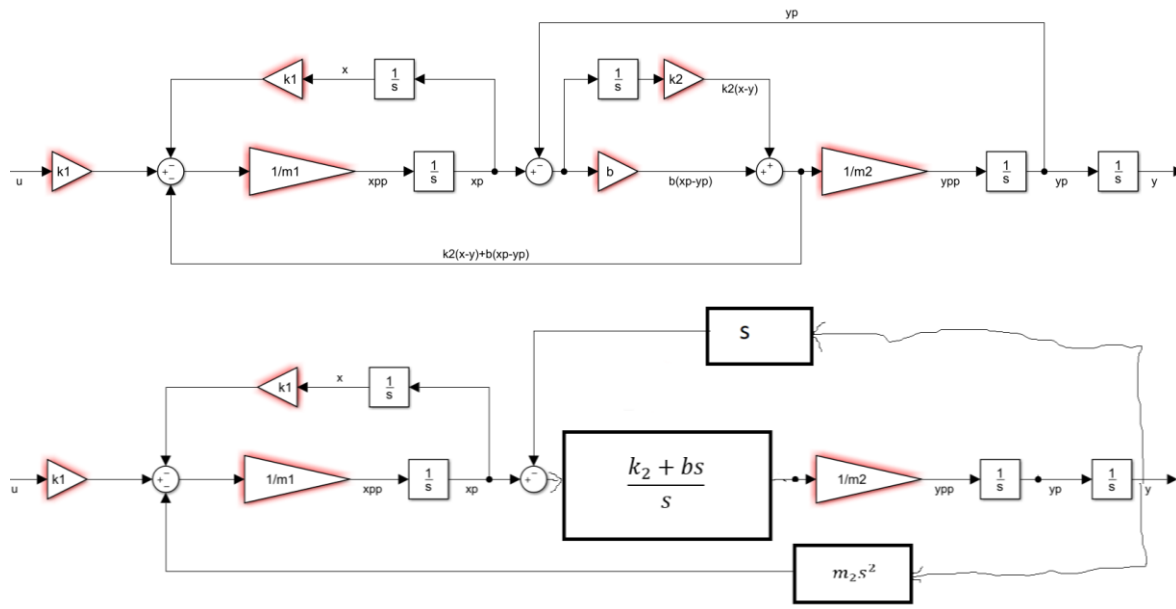 yp
k1 x 1/s
1/s k2 k2(x-y)
u k1 + − − 1/m1 xpp 1/s xp + − b b(xp-yp) + + 1/m2 ypp 1/s yp 1/s y
k2(x-y)+b(xp-yp)
s
k1 x 1/s
u k1 + − − 1/m1 xpp 1/s xp + − (k₂ + bs)/s 1/m2 ypp 1/s yp 1/s y
m₂s²